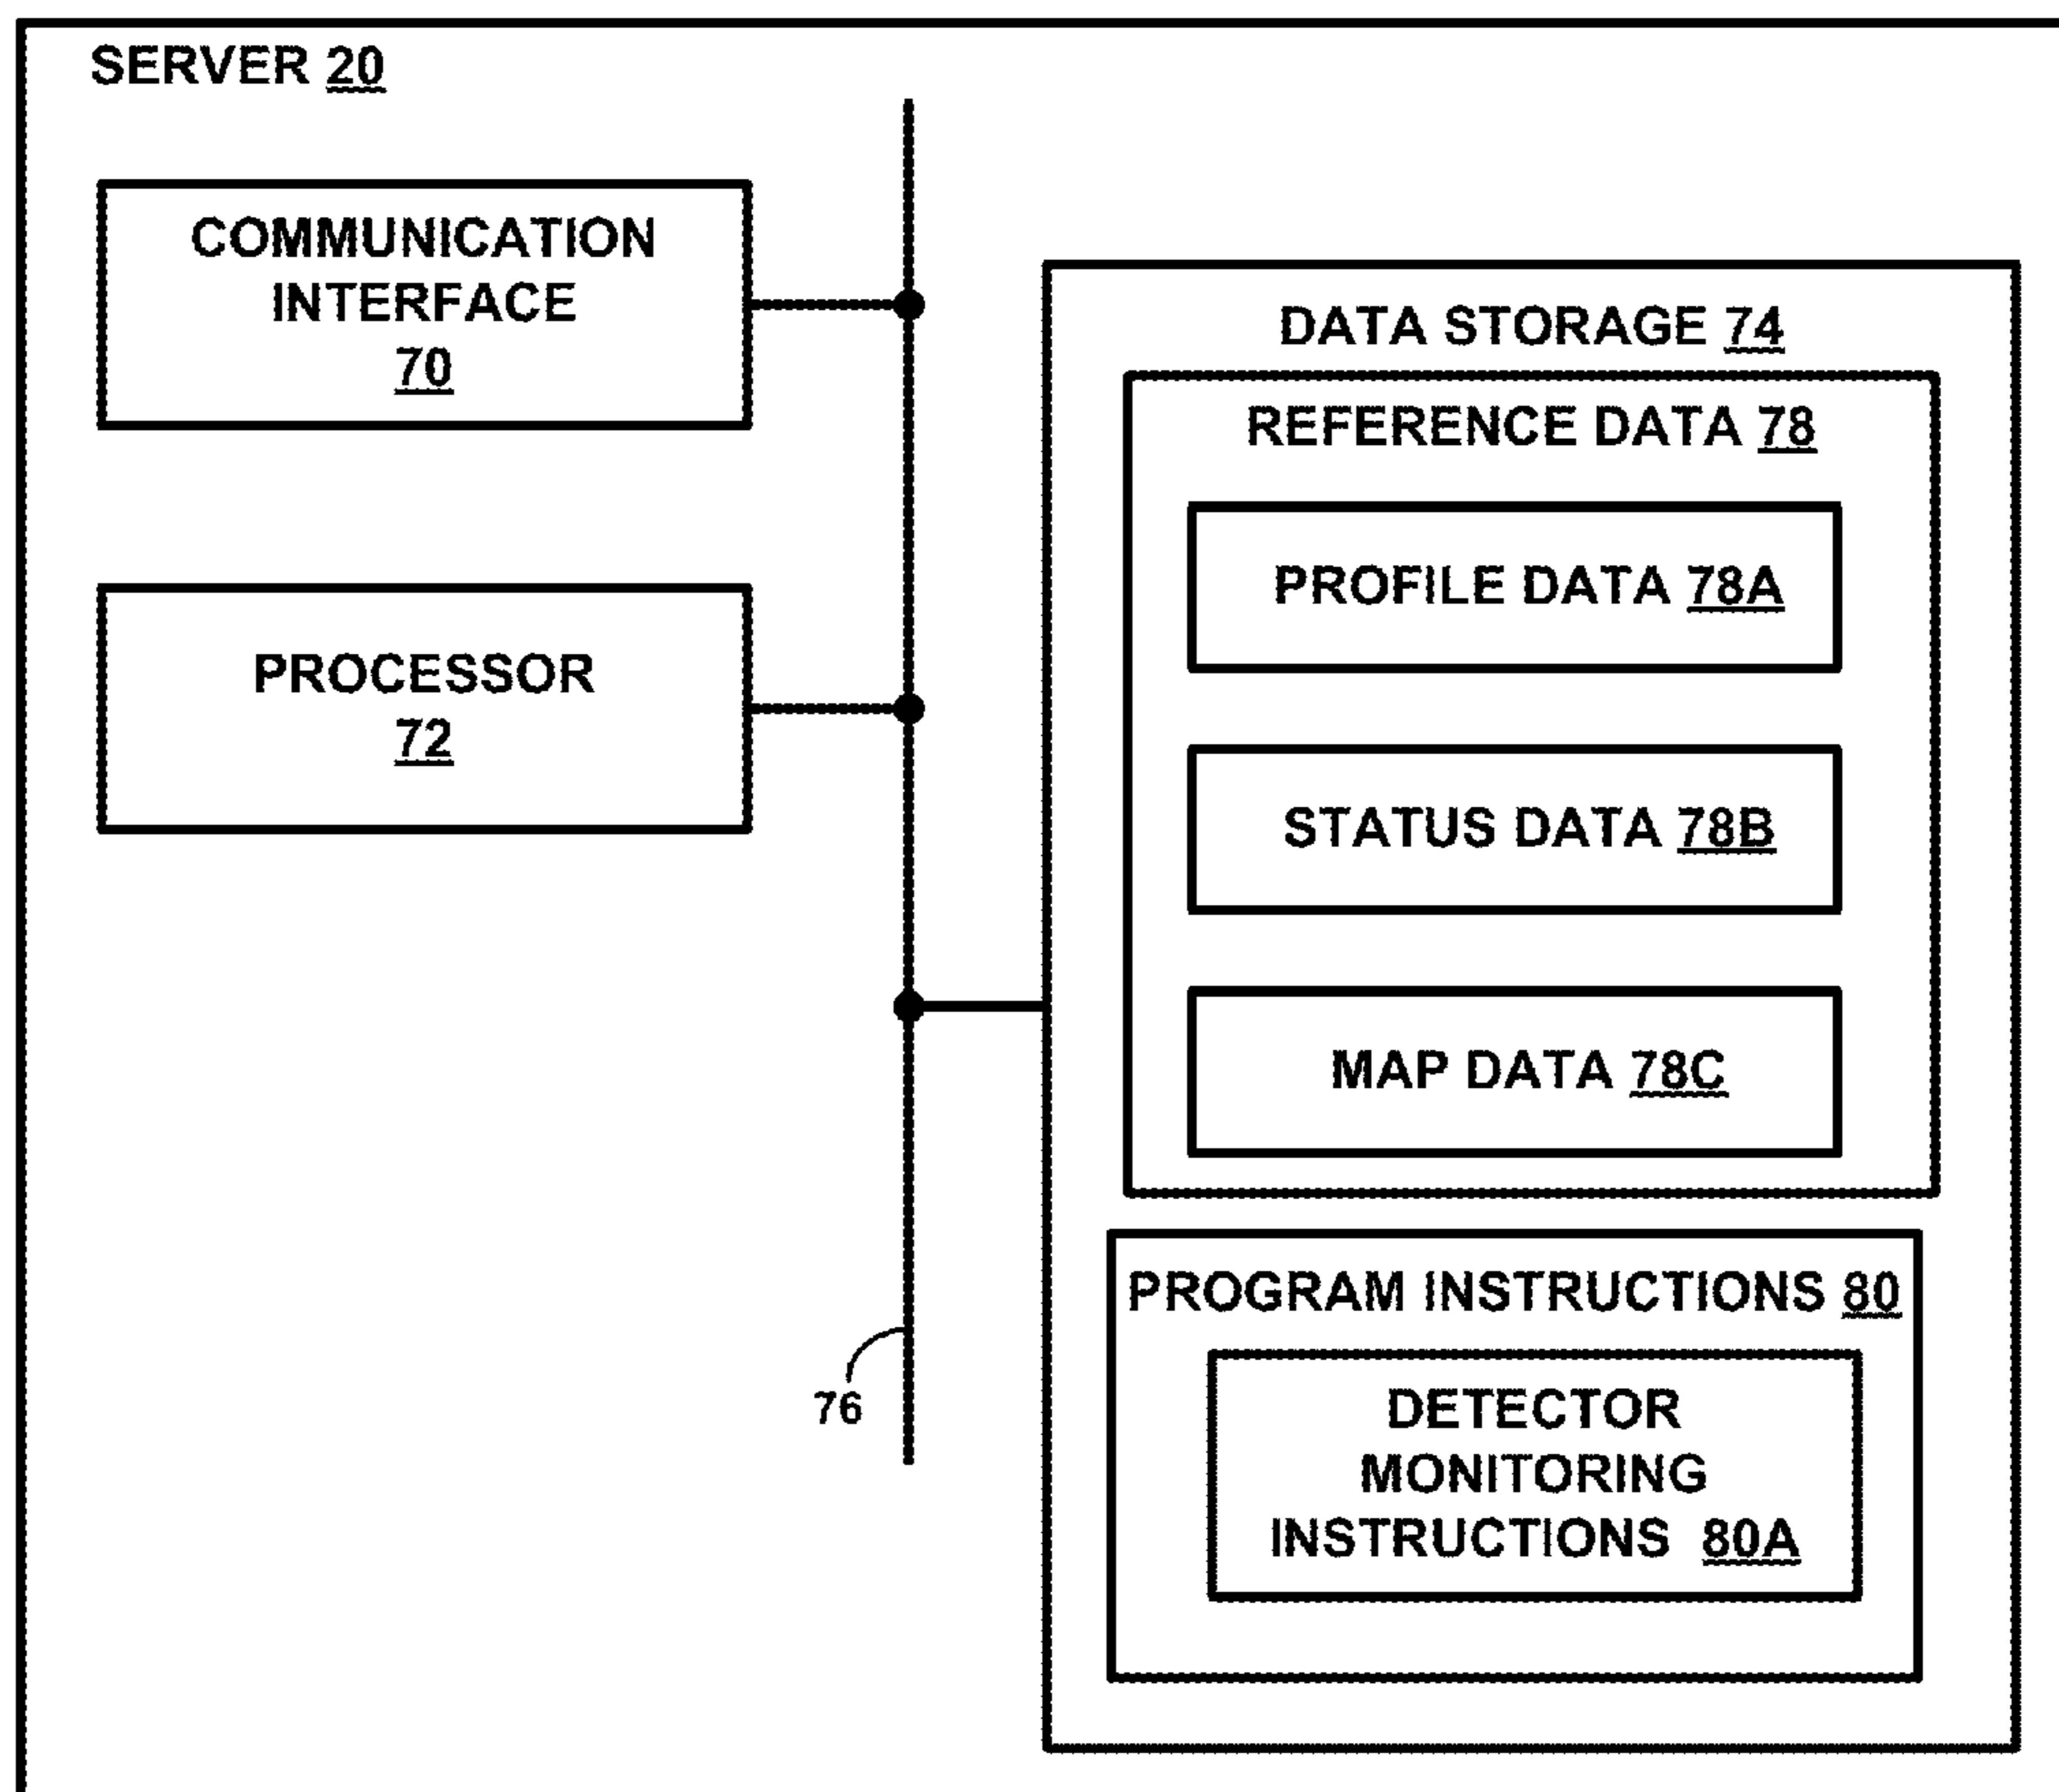 SERVER 20
COMMUNICATION
INTERFACE
70
PROCESSOR
72
76
DATA STORAGE 74
REFERENCE DATA 78
PROFILE DATA 78A
STATUS DATA 78B
MAP DATA 78C
PROGRAM INSTRUCTIONS 80
DETECTOR
MONITORING
INSTRUCTIONS 80A